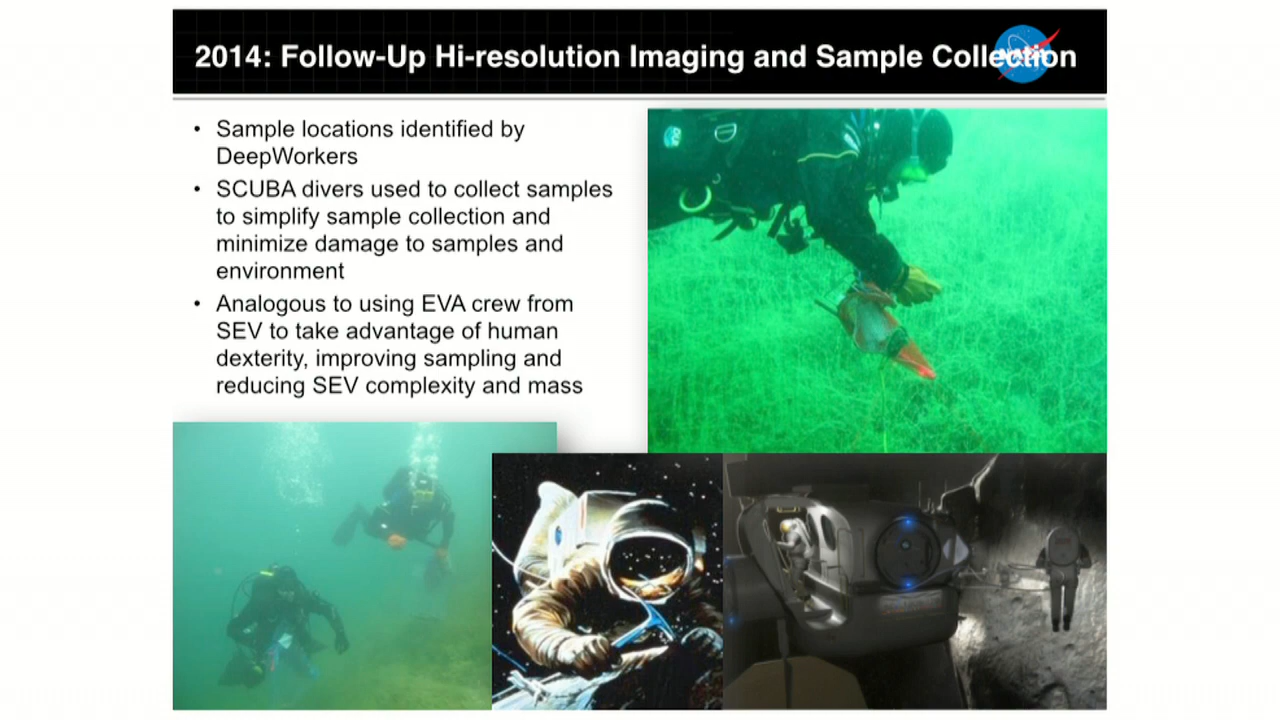 2014: Follow-Up Hi-resolution Imaging and Sample Collection
• Sample locations identified by
DeepWorkers
• SCUBA divers used to collect samples
to simplify sample collection and
minimize damage to samples and
environment
• Analogous to using EVA crew from
SEV to take advantage of human
dexterity, improving sampling and
reducing SEV complexity and mass